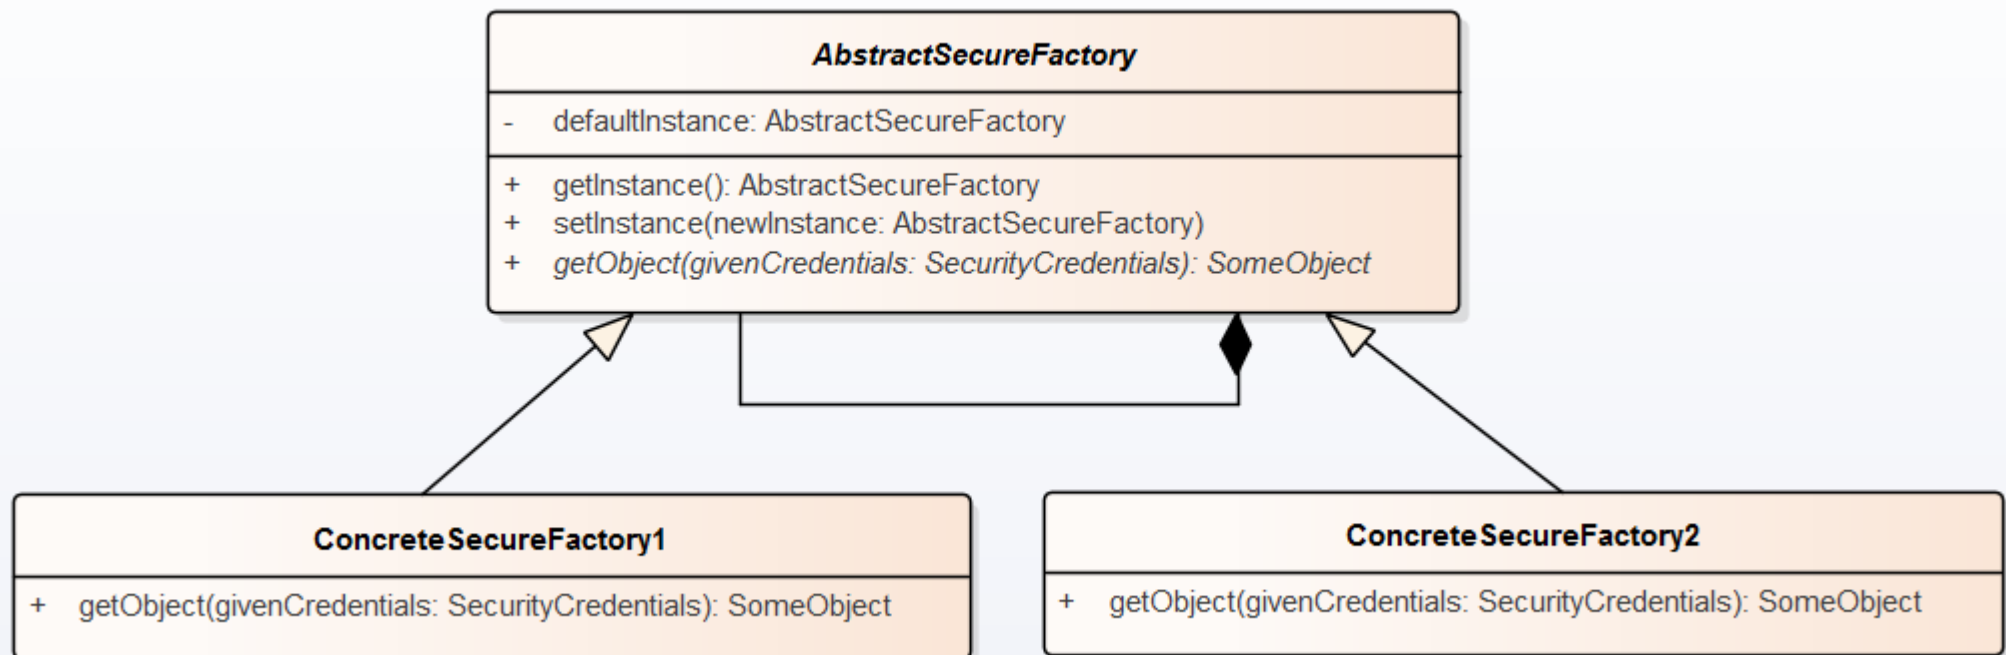 AbstractSecureFactory
- defaultInstance: AbstractSecureFactory
+ getInstance(): AbstractSecureFactory
+ setInstance(newInstance: AbstractSecureFactory)
+ getObject(givenCredentials: SecurityCredentials): SomeObject
ConcreteSecureFactory1
+ getObject(givenCredentials: SecurityCredentials): SomeObject
ConcreteSecureFactory2
+ getObject(givenCredentials: SecurityCredentials): SomeObject